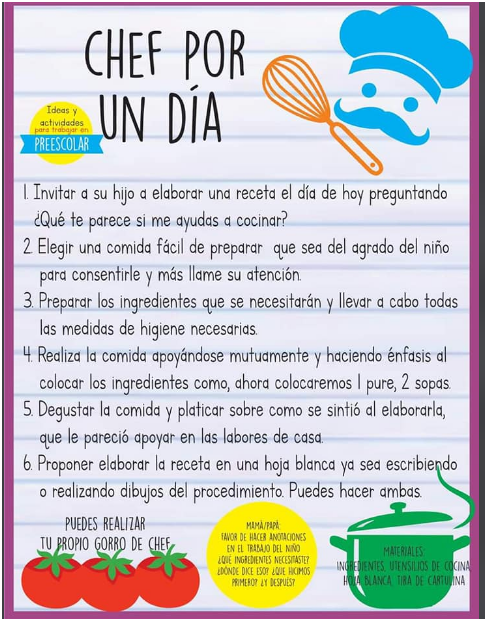 CHEF POR
UN DÍA
Ideas y
actividades
para trabajar en
PREESCOLAR
1. Invitar a su hijo a elaborar una receta el día de hoy preguntando
¿Qué te parece si me ayudas a cocinar?
2. Elegir una comida fácil de preparar que sea del agrado del niño
para consentirle y más llame su atención.
3. Preparar los ingredientes que se necesitarán y llevar a cabo todas
las medidas de higiene necesarias.
4. Realiza la comida apoyándose mutuamente y haciendo énfasis al
colocar los ingredientes como, ahora colocaremos 1 pure, 2 sopas.
5. Degustar la comida y platicar sobre como se sintió al elaborarla,
que le pareció apoyar en las labores de casa.
6. Proponer elaborar la receta en una hoja blanca ya sea escribiendo
o realizando dibujos del procedimiento. Puedes hacer ambas.
PUEDES REALIZAR
TU PROPIO GORRO DE CHEF
MAMÁ/PAPÁ:
FAVOR DE HACER ANOTACIONES
EN EL TRABAJO DEL NIÑO
¿QUÉ INGREDIENTES NECESITASTE?
¿DÓNDE DICE ESO? ¿QUE HICIMOS
PRIMERO? ¿Y DESPUÉS?
MATERIALES:
INGREDIENTES, UTENSILIOS DE COCINA
HOJA BLANCA, TIRA DE CARTULINA